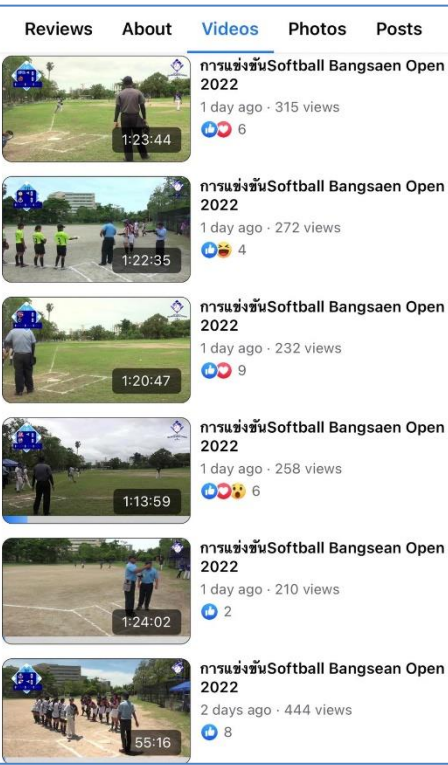 Reviews About Videos Photos Posts
การแข่งขันSoftball Bangsaen Open
2022
1 day ago · 315 views
6
1:23:44
การแข่งขันSoftball Bangsaen Open
2022
1 day ago · 272 views
4
1:22:35
การแข่งขันSoftball Bangsaen Open
2022
1 day ago · 232 views
9
1:20:47
การแข่งขันSoftball Bangsaen Open
2022
1 day ago · 258 views
6
1:13:59
การแข่งขันSoftball Bangsean Open
2022
1 day ago · 210 views
2
1:24:02
การแข่งขันSoftball Bangsean Open
2022
2 days ago · 444 views
8
55:16